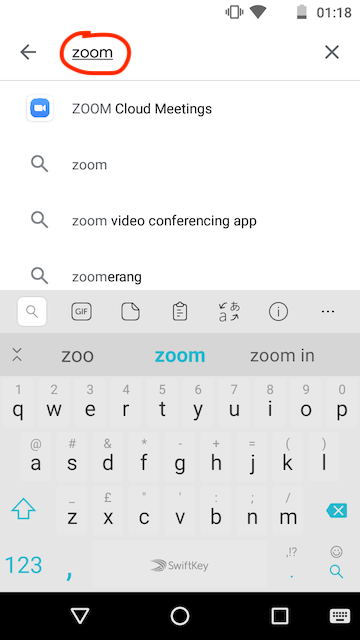 01:18
zoom
ZOOM Cloud Meetings
zoom
zoom video conferencing app
zoomerang
GIF
あ
a
zoo zoom zoom in
1 2 3 4 5 6 7 8 9 0
q w e r t y u i o p
@ # & * - + = ( )
a s d f g h j k l
_ £ " ' : ; /
z x c v b n m
123 , SwiftKey ,!? .